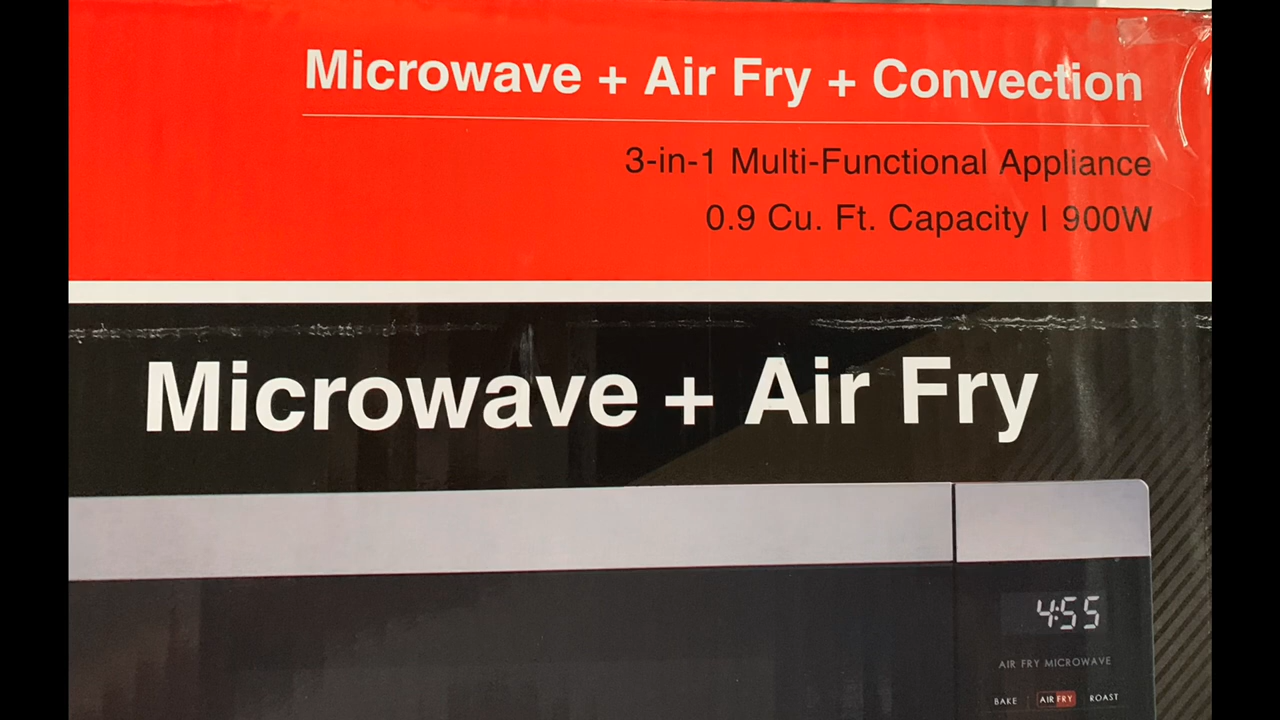 Microwave + Air Fry + Convection
3-in-1 Multi-Functional Appliance
0.9 Cu. Ft. Capacity | 900W
Microwave + Air Fry
4:55
AIR FRY MICROWAVE
BAKE AIR FRY ROAST